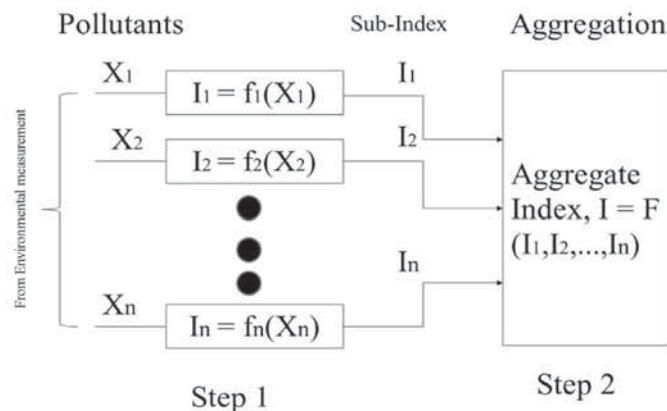 Pollutants
Sub-Index
Aggregation
From Environmental measurement
X1
I1 = f1(X1)
I1
X2
I2 = f2(X2)
I2
Aggregate
Index, I = F
(I1,I2,...,In)
In
Xn
In = fn(Xn)
Step 1
Step 2